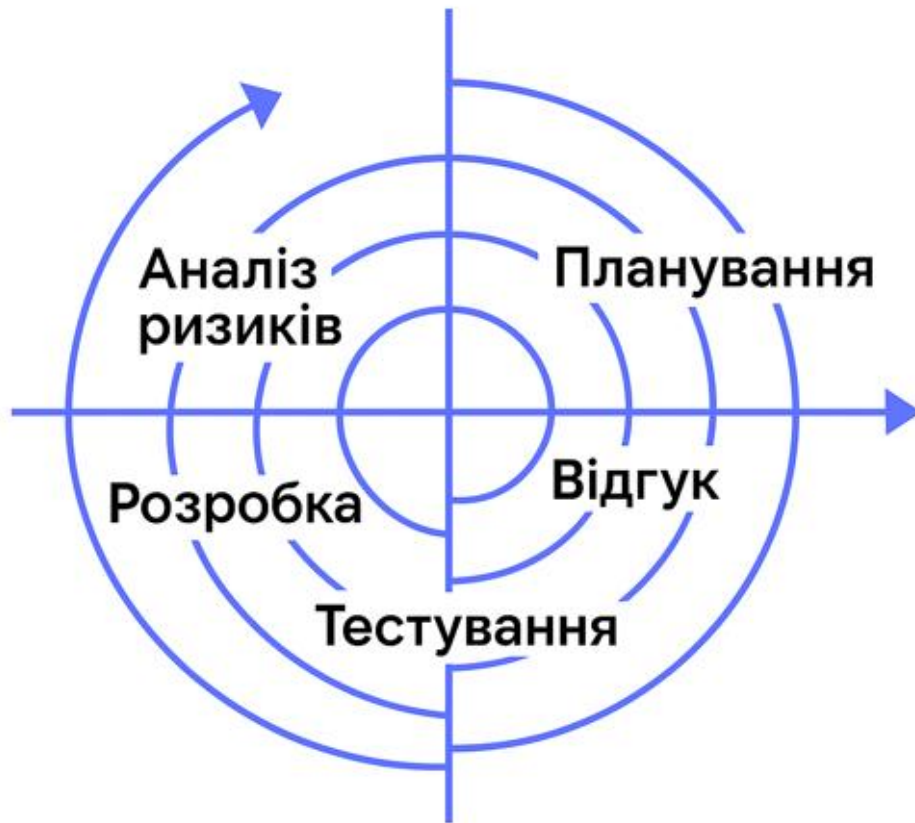 Аналіз
ризиків
Планування
Розробка
Відгук
Тестування